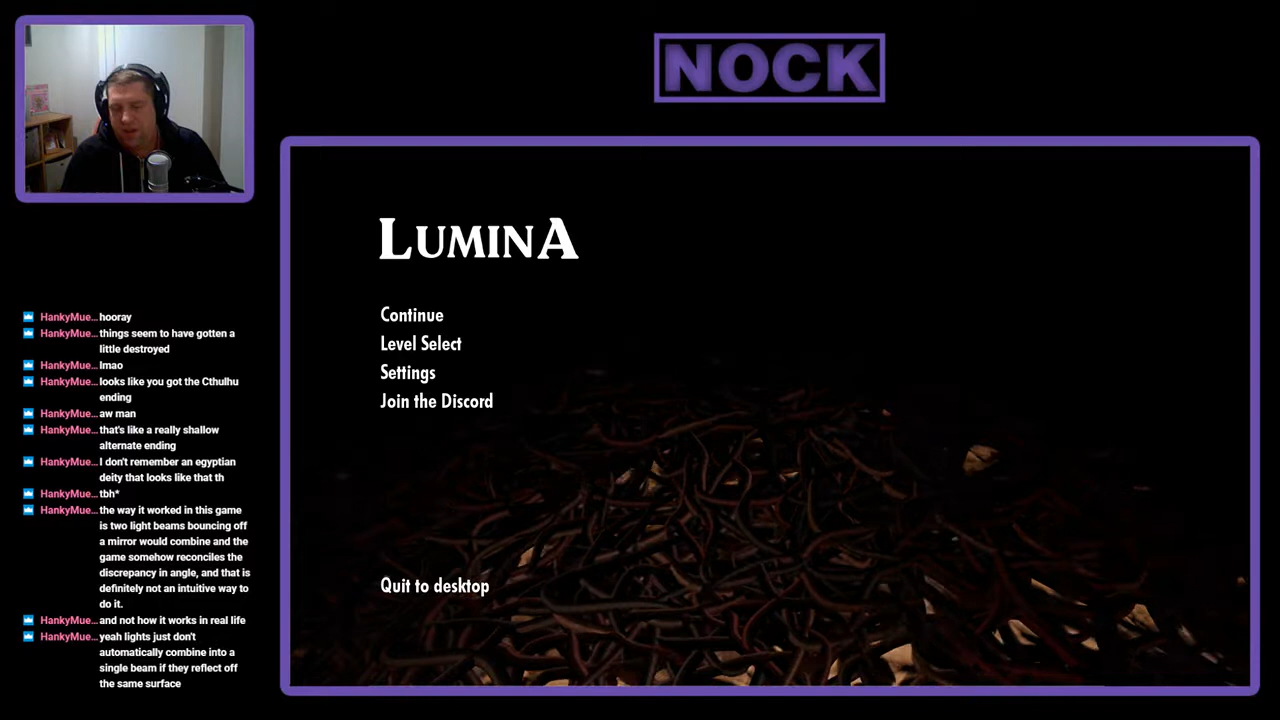 NOCK
LUMINA
Continue
Level Select
Settings
Join the Discord
Quit to desktop
HankyMue... hooray
HankyMue... things seem to have gotten a
little destroyed
HankyMue... lmao
HankyMue... looks like you got the Cthulhu
ending
HankyMue... aw man
HankyMue... that's like a really shallow
alternate ending
HankyMue... I don't remember an egyptian
deity that looks like that th
HankyMue... tbh*
HankyMue... the way it worked in this game
is two light beams bouncing off
a mirror would combine and the
game somehow reconciles the
discrepancy in angle, and that is
definitely not an intuitive way to
do it.
HankyMue... and not how it works in real life
HankyMue... yeah lights just don't
automatically combine into a
single beam if they reflect off
the same surface